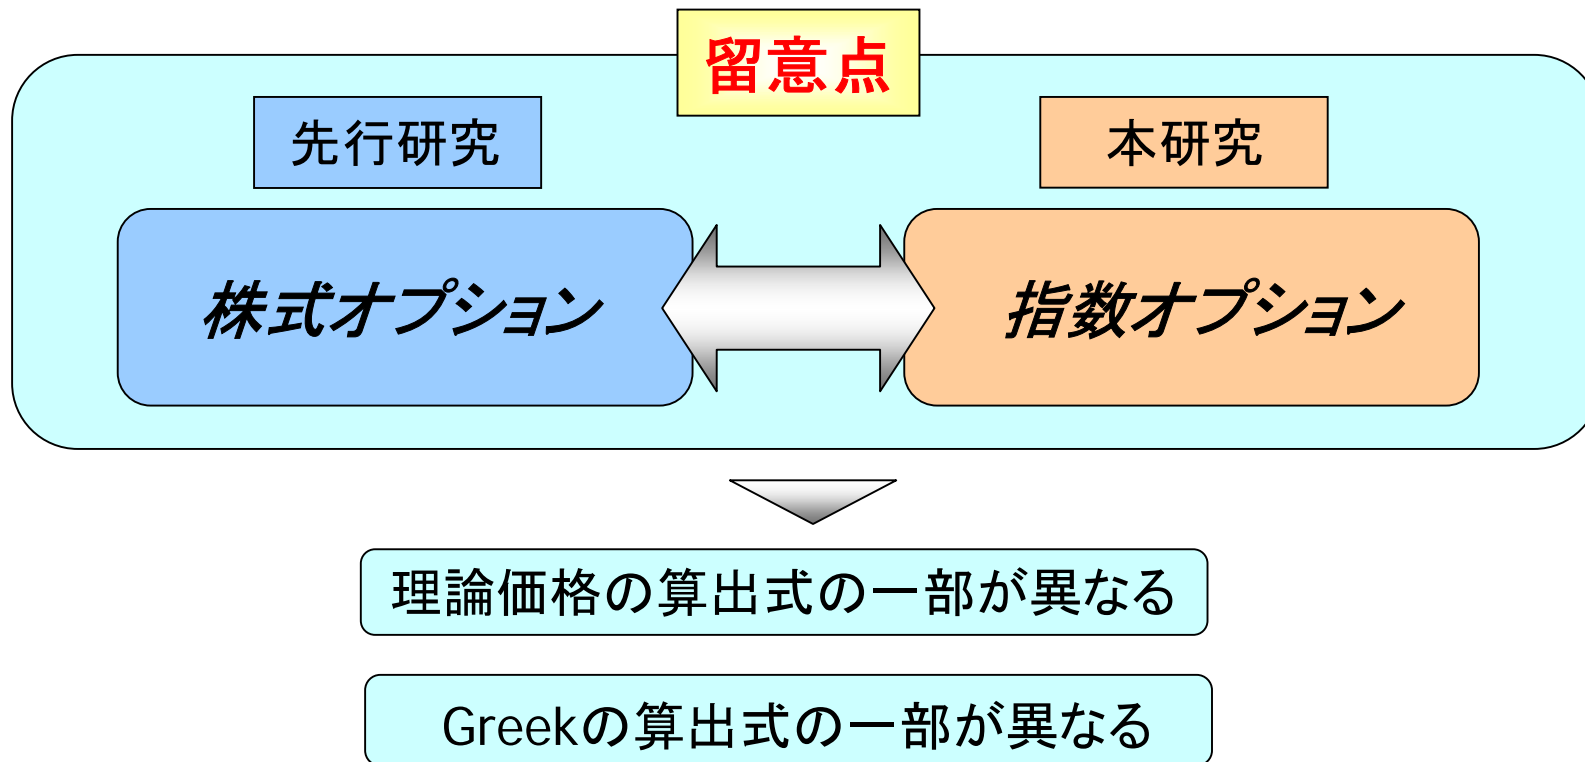 留意点
先行研究
本研究
株式オプション
指数オプション
理論価格の算出式の一部が異なる
Greekの算出式の一部が異なる